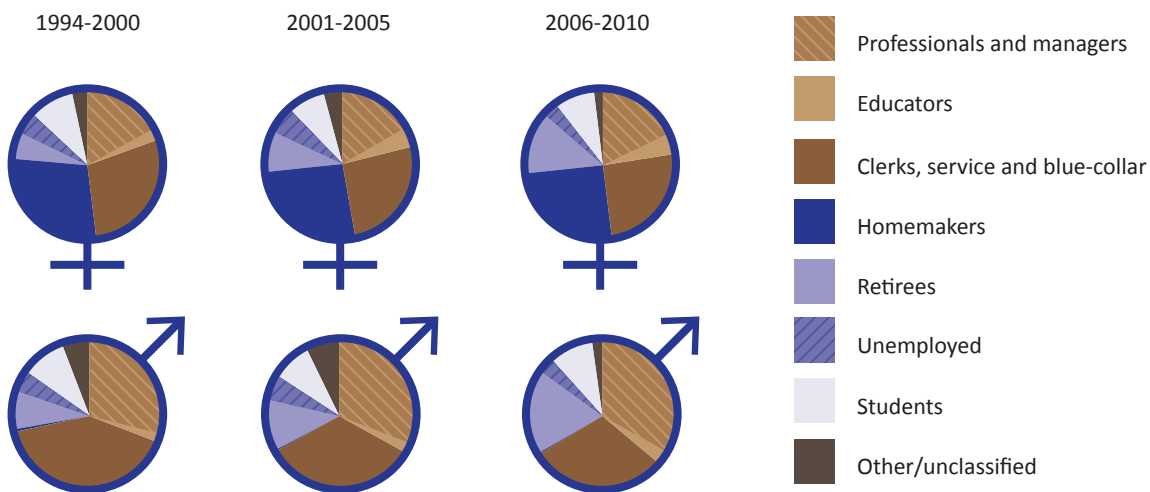 1994-2000
2001-2005
2006-2010
Professionals and managers
Educators
Clerks, service and blue-collar
Homemakers
Retirees
Unemployed
Students
Other/unclassified